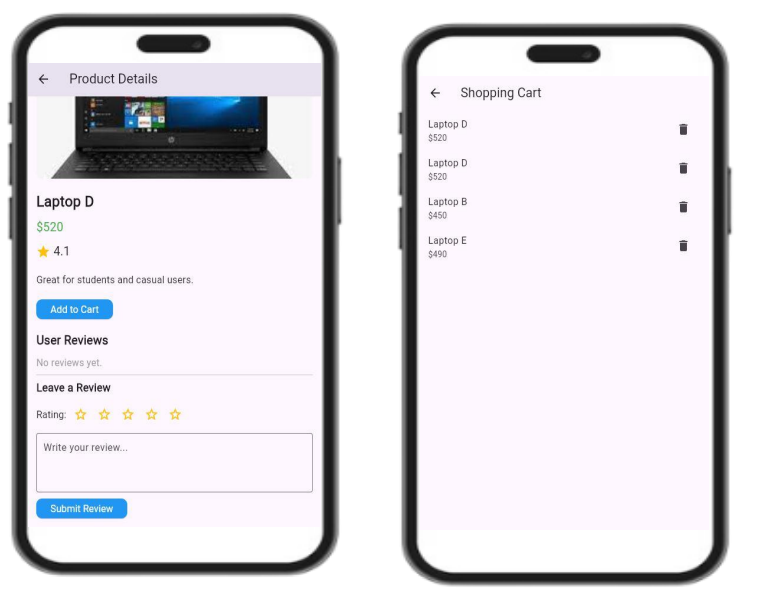 Product Details
Laptop D
$520
4.1
Great for students and casual users.
Add to Cart
User Reviews
No reviews yet.
Leave a Review
Rating:
Write your review...
Submit Review
Shopping Cart
Laptop D
$520
Laptop D
$520
Laptop B
$450
Laptop E
$490